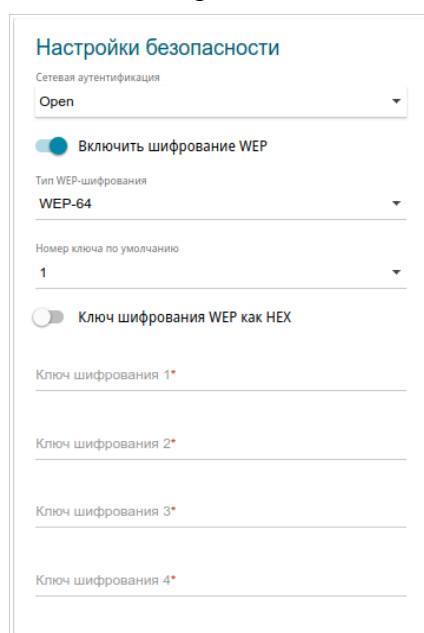 Настройки безопасности
Сетевая аутентификация
Open
Включить шифрование WEP
Тип WEP-шифрования
WEP-64
Номер ключа по умолчанию
1
Ключ шифрования WEP как HEX
Ключ шифрования 1*
Ключ шифрования 2*
Ключ шифрования 3*
Ключ шифрования 4*